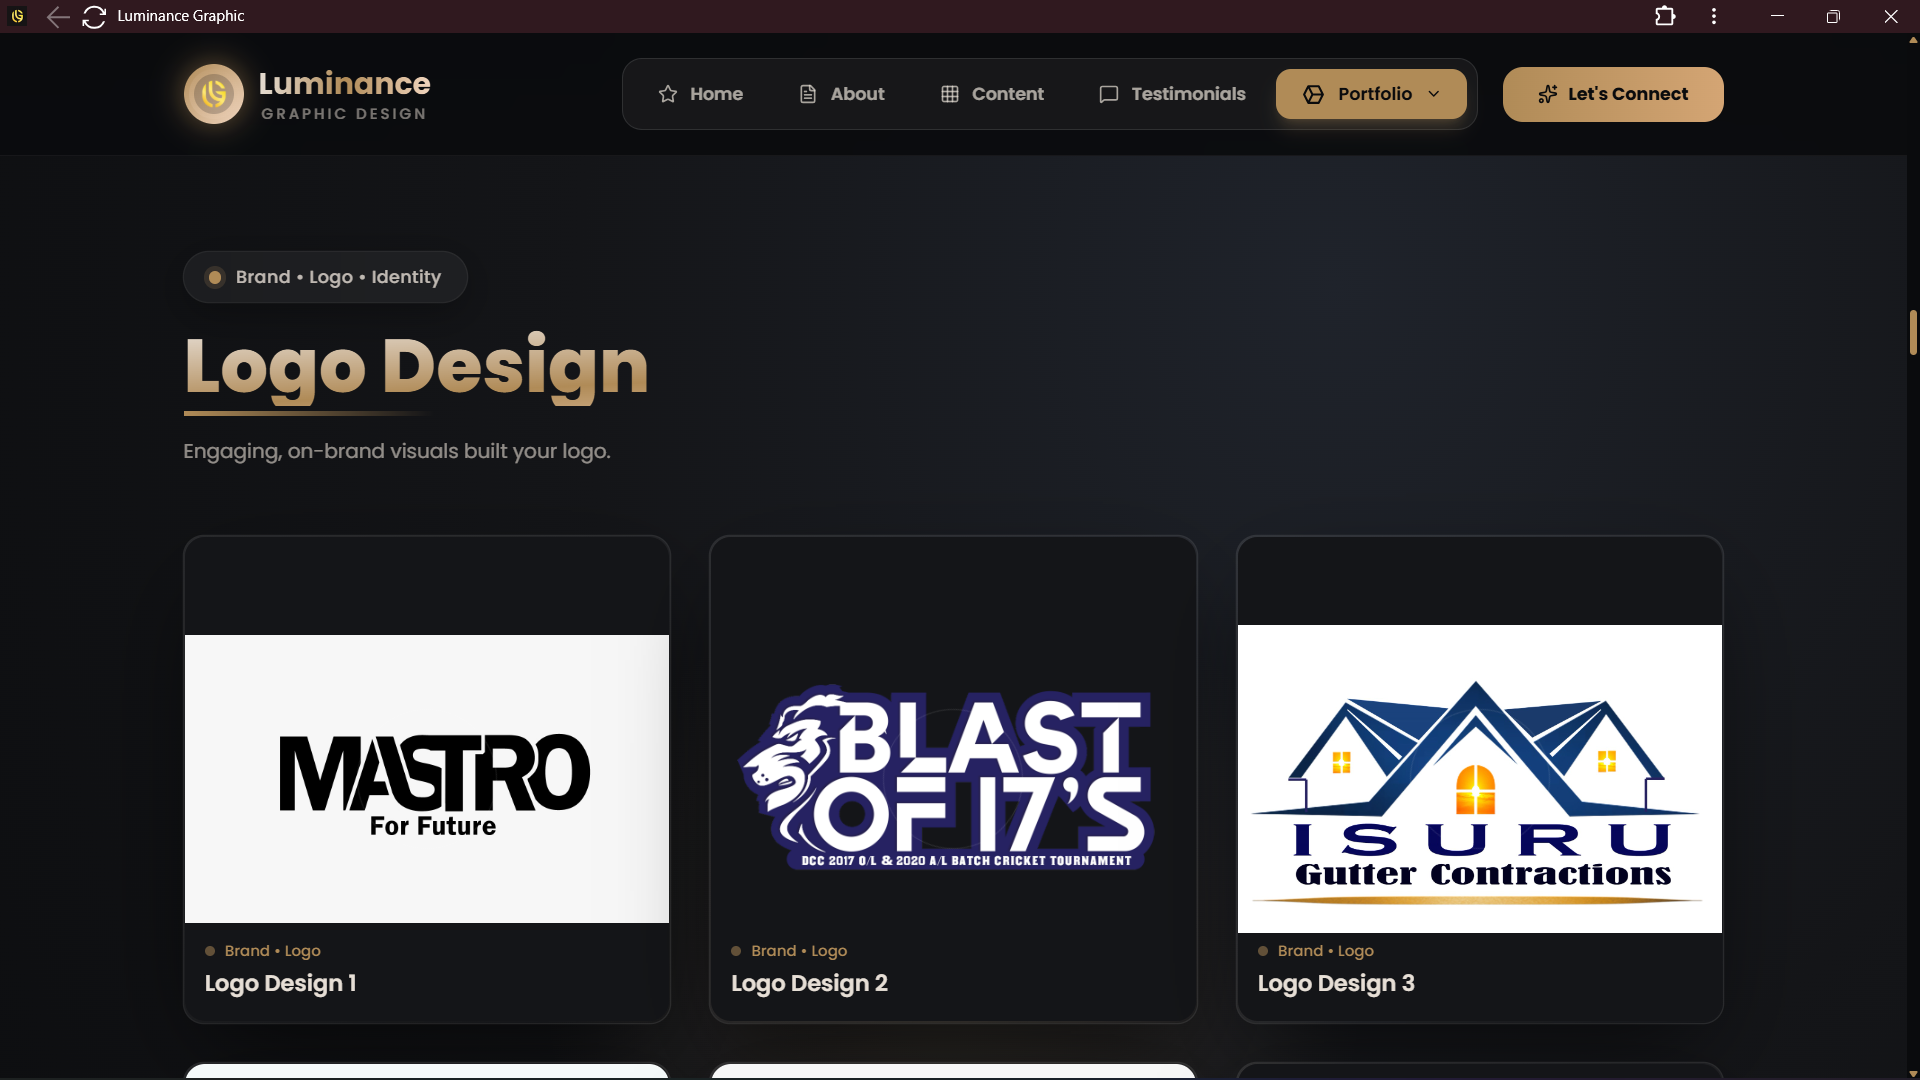 Luminance Graphic
Luminance
GRAPHIC DESIGN
Home
About
Content
Testimonials
Portfolio
Let's Connect
Brand • Logo • Identity
Logo Design
Engaging, on-brand visuals built your logo.
MASTRO
For Future
Brand • Logo
Logo Design 1
BLAST
OF 17'S
DCC 2017 O/L & 2020 A/L BATCH CRICKET TOURNAMENT
Brand • Logo
Logo Design 2
ISURU
Gutter Contractions
Brand • Logo
Logo Design 3